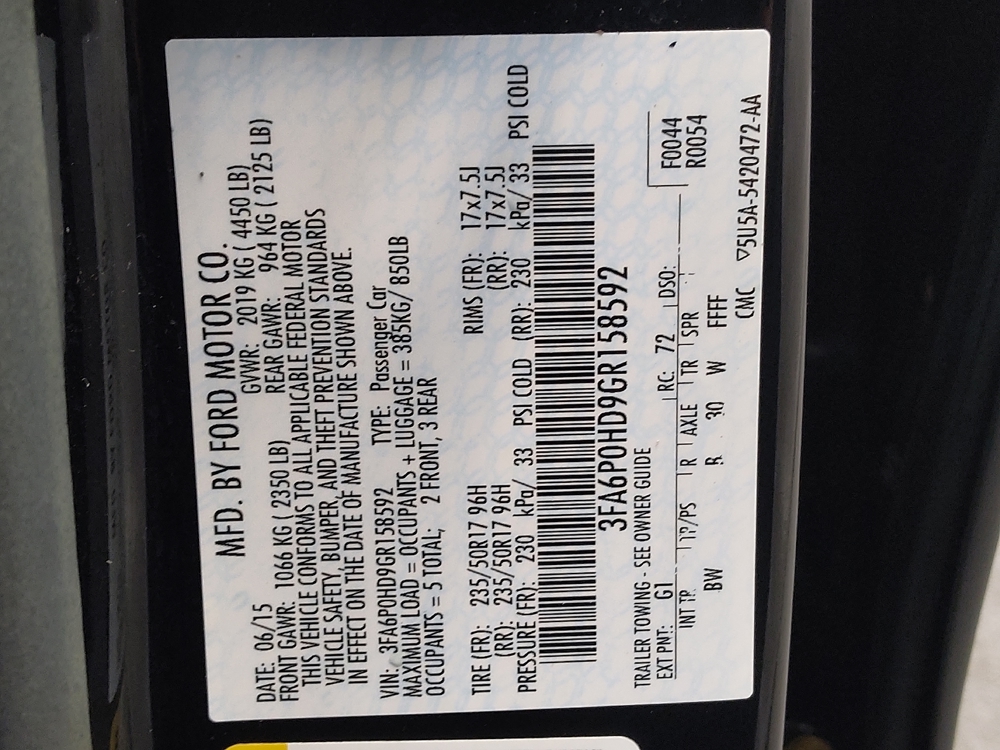 MFD. BY FORD MOTOR CO.
DATE: 06/15 GVWR: 2019 KG ( 4450 LB)
FRONT GAWR: 1066 KG ( 2350 LB) REAR GAWR: 964 KG ( 2125 LB)
THIS VEHICLE CONFORMS TO ALL APPLICABLE FEDERAL MOTOR
VEHICLE SAFETY, BUMPER, AND THEFT PREVENTION STANDARDS
IN EFFECT ON THE DATE OF MANUFACTURE SHOWN ABOVE.
VIN: 3FA6P0HD9GR158592 TYPE: Passenger Car
MAXIMUM LOAD = OCCUPANTS + LUGGAGE = 385KG/ 850LB
OCCUPANTS = 5 TOTAL; 2 FRONT, 3 REAR
TIRE (FR): 235/50R17 96H RIMS (FR): 17x7.5J
(RR): 235/50R17 96H (RR): 17x7.5J
PRESSURE (FR): 230 kPa/ 33 PSI COLD (RR): 230 kPa/ 33 PSI COLD
3FA6P0HD9GR158592
TRAILER TOWING - SEE OWNER GUIDE F0044
EXT PNT: G1 RC: 72 DSO: R0054
INT TR TP/PS R AXLE TR SPR
BW R 30 W FFFF
CMC ▽5U5A-5420472-AA